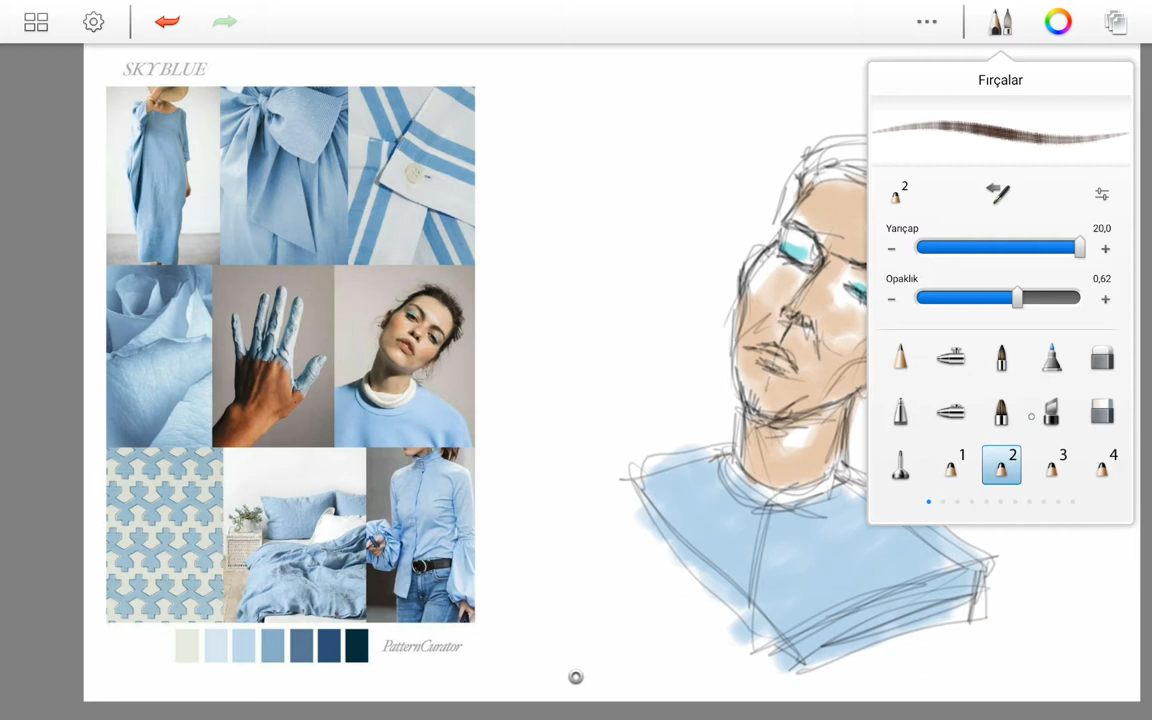 SKY BLUE
Fırçalar
2
Yarıçap 20,0
Opaklık 0,62
1 2 3 4
PatternCurator